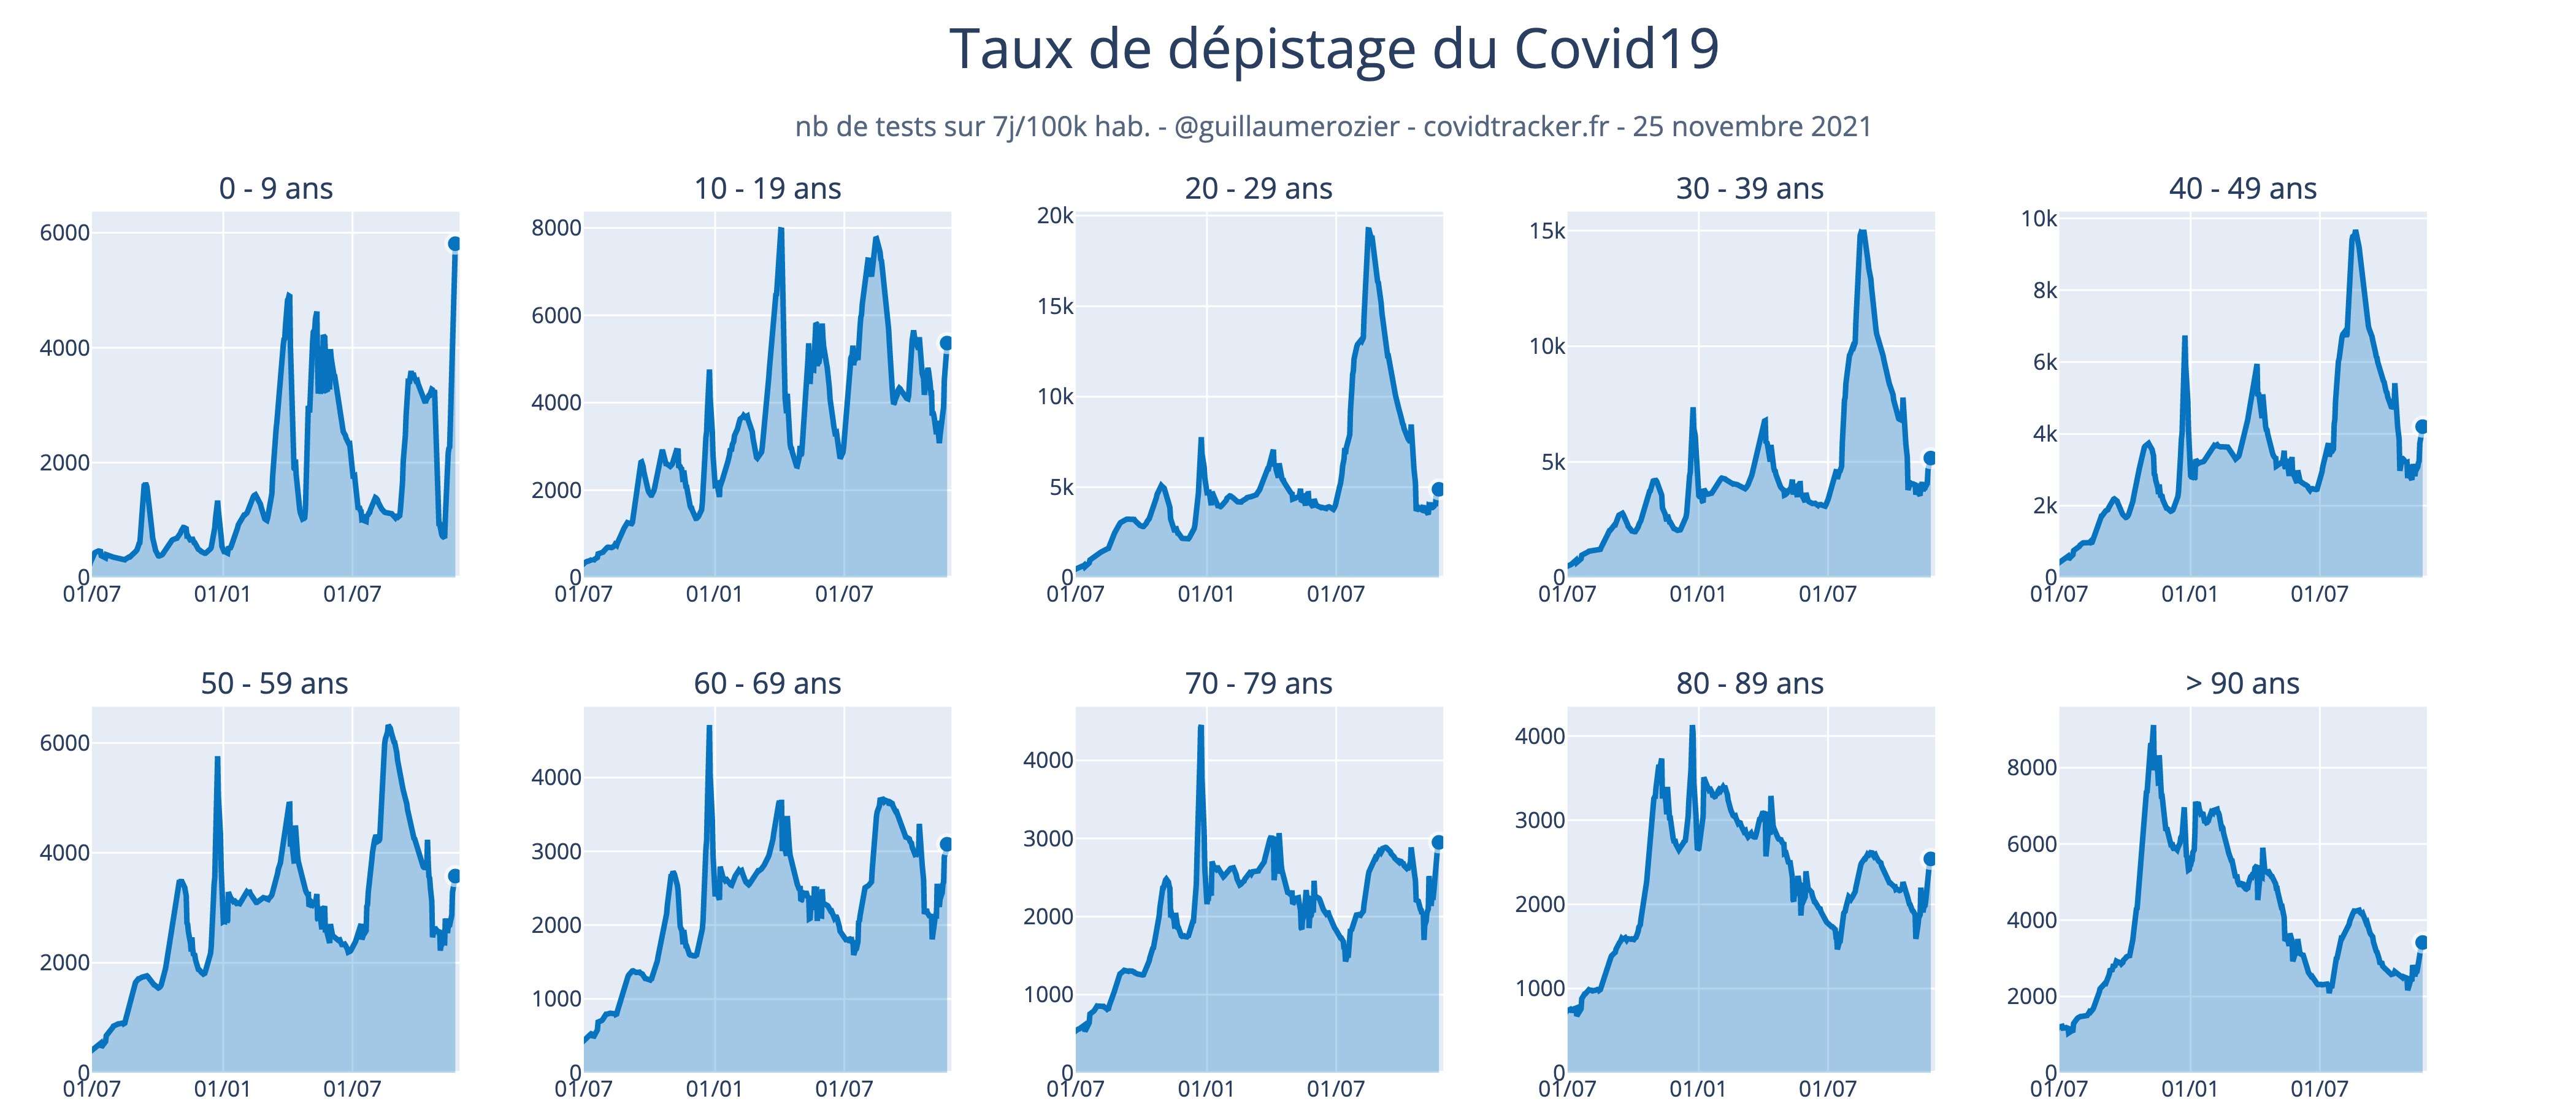 Taux de dépistage du Covid19
nb de tests sur 7j/100k hab. - @guillaumerozier - covidtracker.fr - 25 novembre 2021
0 - 9 ans
6000
4000
2000
0
01/07 01/01 01/07
10 - 19 ans
8000
6000
4000
2000
0
01/07 01/01 01/07
20 - 29 ans
20k
15k
10k
5k
0
01/07 01/01 01/07
30 - 39 ans
15k
10k
5k
0
01/07 01/01 01/07
40 - 49 ans
10k
8k
6k
4k
2k
0
01/07 01/01 01/07
50 - 59 ans
6000
4000
2000
0
01/07 01/01 01/07
60 - 69 ans
4000
3000
2000
1000
0
01/07 01/01 01/07
70 - 79 ans
4000
3000
2000
1000
0
01/07 01/01 01/07
80 - 89 ans
4000
3000
2000
1000
0
01/07 01/01 01/07
> 90 ans
8000
6000
4000
2000
0
01/07 01/01 01/07